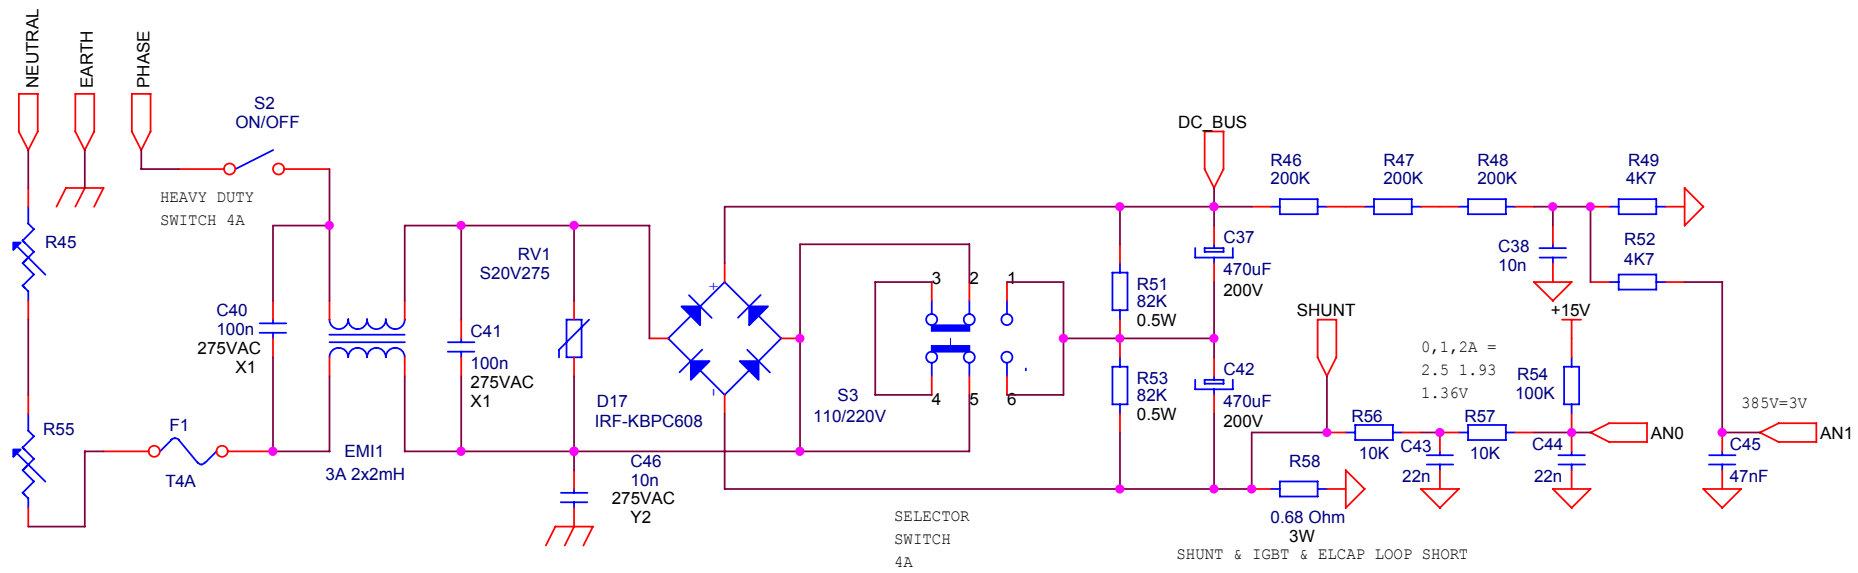 NEUTRAL
EARTH
PHASE
S2
ON/OFF
HEAVY DUTY
SWITCH 4A
R45
R55
F1
T4A
C40
100n
275VAC
X1
EMI1
3A 2x2mH
C41
100n
275VAC
X1
RV1
S20V275
D17
IRF-KBPC608
+
-
C46
10n
275VAC
Y2
3
2
1
4
5
6
S3
110/220V
SELECTOR
SWITCH
4A
DC_BUS
R51
82K
0.5W
R53
82K
0.5W
C37
470uF
200V
C42
470uF
200V
R46
200K
R47
200K
R48
200K
R49
4K7
C38
10n
R52
4K7
+15V
SHUNT
0,1,2A =
2.5 1.93
1.36V
R54
100K
385V=3V
R56
10K
C43
22n
R57
10K
C44
22n
AN0
C45
47nF
AN1
R58
0.68 Ohm
3W
SHUNT & IGBT & ELCAP LOOP SHORT